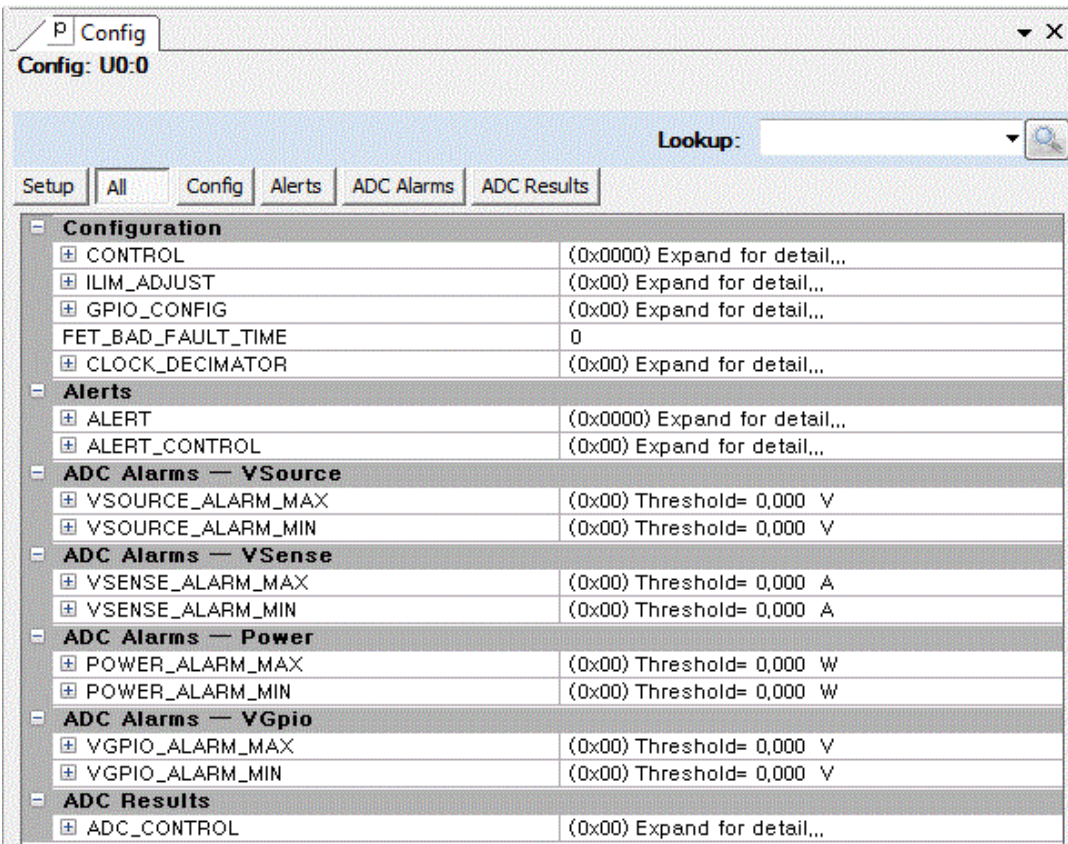 p Config
Config: U0:0
Lookup:
Setup All Config Alerts ADC Alarms ADC Results
Configuration
CONTROL (0x0000) Expand for detail,,,
ILIM_ADJUST (0x00) Expand for detail,,,
GPIO_CONFIG (0x00) Expand for detail,,,
FET_BAD_FAULT_TIME 0
CLOCK_DECIMATOR (0x00) Expand for detail,,,
Alerts
ALERT (0x0000) Expand for detail,,,
ALERT_CONTROL (0x00) Expand for detail,,,
ADC Alarms — VSource
VSOURCE_ALARM_MAX (0x00) Threshold= 0,000 V
VSOURCE_ALARM_MIN (0x00) Threshold= 0,000 V
ADC Alarms — VSense
VSENSE_ALARM_MAX (0x00) Threshold= 0,000 A
VSENSE_ALARM_MIN (0x00) Threshold= 0,000 A
ADC Alarms — Power
POWER_ALARM_MAX (0x00) Threshold= 0,000 W
POWER_ALARM_MIN (0x00) Threshold= 0,000 W
ADC Alarms — VGpio
VGPIO_ALARM_MAX (0x00) Threshold= 0,000 V
VGPIO_ALARM_MIN (0x00) Threshold= 0,000 V
ADC Results
ADC_CONTROL (0x00) Expand for detail,,,